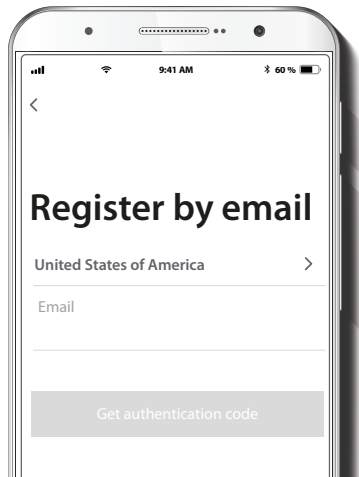 9:41 AM 60 %
Register by email
United States of America
Email
Get authentication code